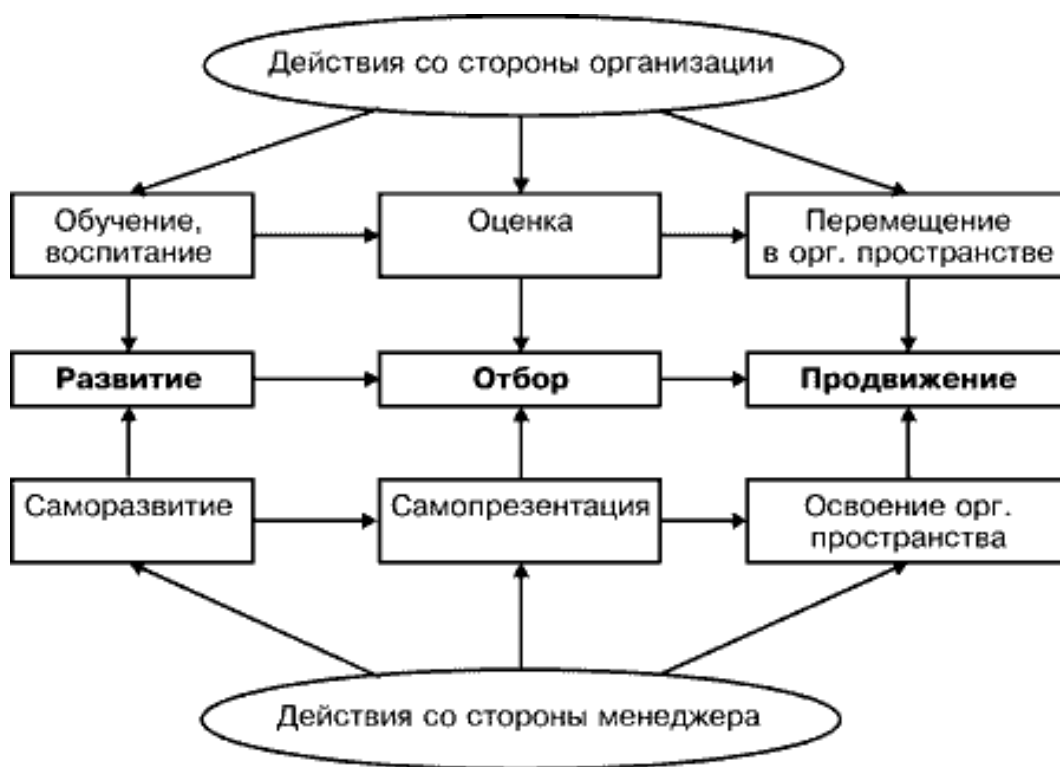 Действия со стороны организации
Обучение,
воспитание
Оценка
Перемещение
в орг. пространстве
Развитие
Отбор
Продвижение
Саморазвитие
Самопрезентация
Освоение орг.
пространства
Действия со стороны менеджера